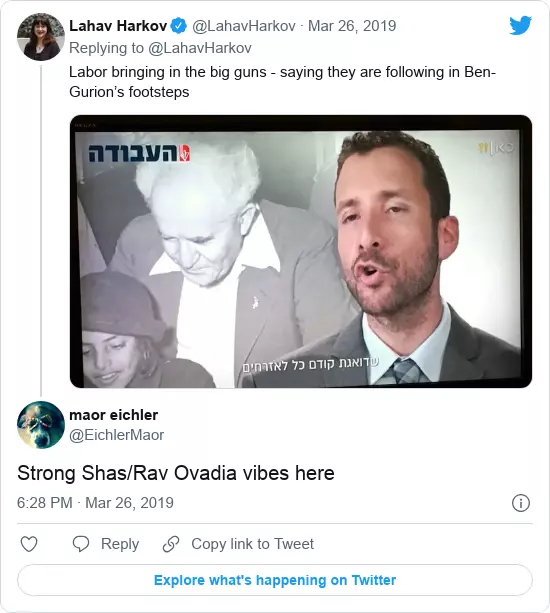 Lahav Harkov @LahavHarkov · Mar 26, 2019
Replying to @LahavHarkov
Labor bringing in the big guns - saying they are following in Ben-
Gurion’s footsteps
העבודה
כאן 11
שדואגת קודם כל לאזרחים
maor eichler
@EichlerMaor
Strong Shas/Rav Ovadia vibes here
6:28 PM · Mar 26, 2019
Reply
Copy link to Tweet
Explore what's happening on Twitter